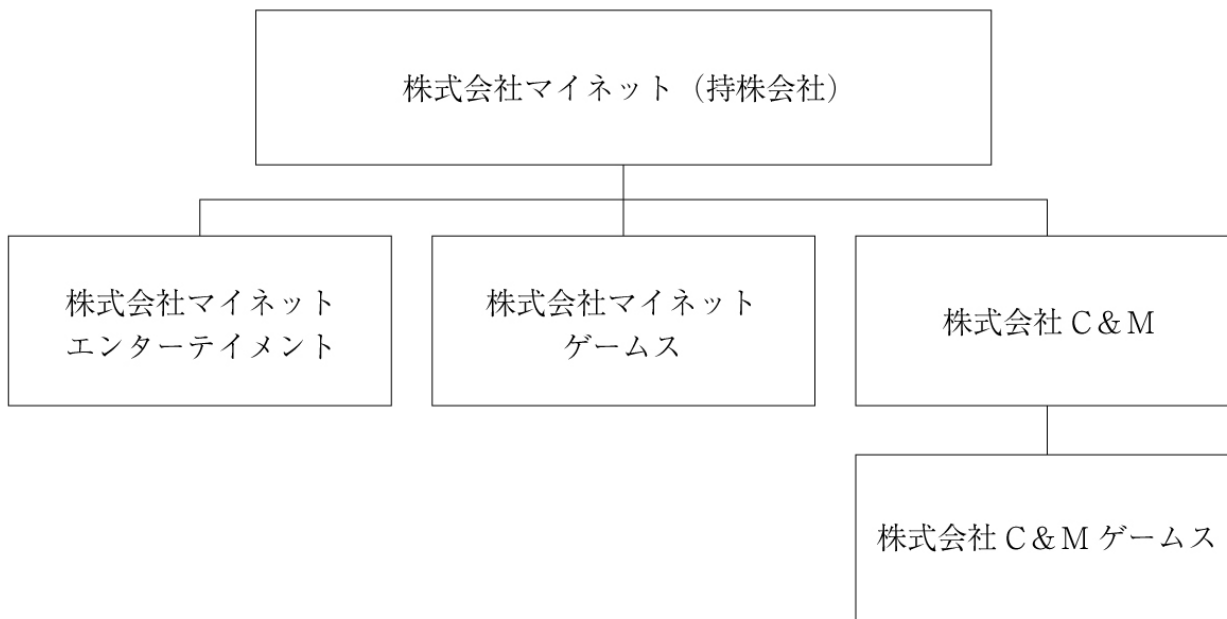 株式会社マイネット（持株会社）
株式会社マイネット
エンターテイメント
株式会社マイネット
ゲームス
株式会社C&M
株式会社C&Mゲームス